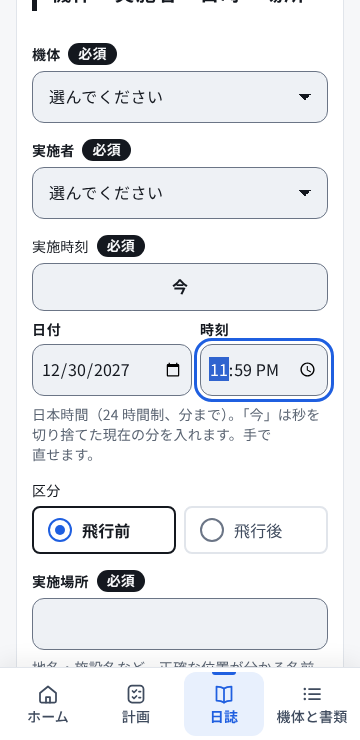 機体 必須
選んでください
実施者 必須
選んでください
実施時刻 必須
今
日付 時刻
12/30/2027 11:59 PM
日本時間（24 時間制、分まで）。「今」は秒を
切り捨てた現在の分を入れます。手で
直せます。
区分
飛行前 飛行後
実施場所 必須
ホーム 計画 日誌 機体と書類